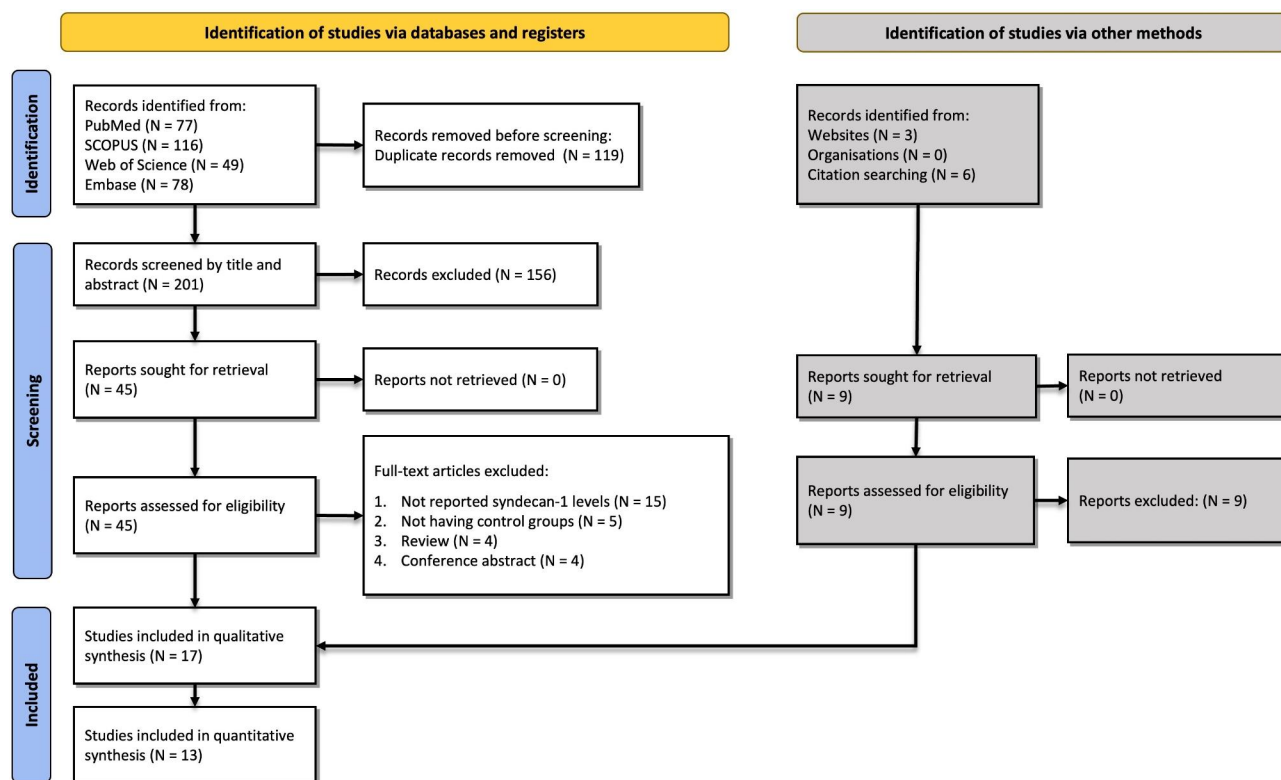 Identification of studies via databases and registers
Identification of studies via other methods
Identification
Records identified from:
PubMed (N = 77)
SCOPUS (N = 116)
Web of Science (N = 49)
Embase (N = 78)
Records removed before screening:
Duplicate records removed (N = 119)
Records identified from:
Websites (N = 3)
Organisations (N = 0)
Citation searching (N = 6)
Screening
Records screened by title and
abstract (N = 201)
Records excluded (N = 156)
Reports sought for retrieval
(N = 45)
Reports not retrieved (N = 0)
Reports sought for retrieval
(N = 9)
Reports not retrieved
(N = 0)
Reports assessed for eligibility
(N = 45)
Full-text articles excluded:
1. Not reported syndecan-1 levels (N = 15)
2. Not having control groups (N = 5)
3. Review (N = 4)
4. Conference abstract (N = 4)
Reports assessed for eligibility
(N = 9)
Reports excluded: (N = 9)
Included
Studies included in qualitative
synthesis (N = 17)
Studies included in quantitative
synthesis (N = 13)